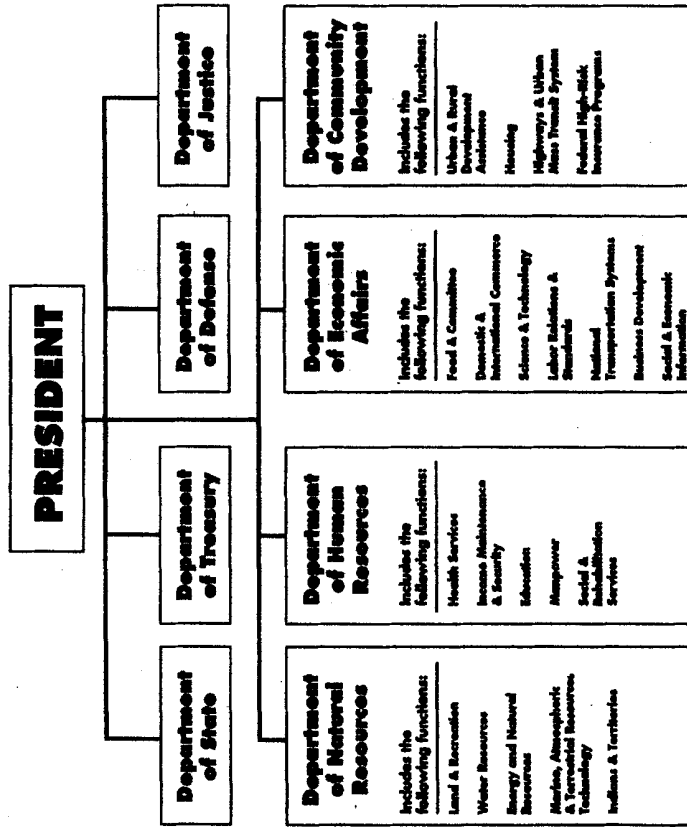 PRESIDENT
Department
of State
Department
of Treasury
Department
of Defense
Department
of Justice
Department
of Natural
Resources
Includes the
following functions:
Land & Recreation
Water Resources
Energy and Natural
Resources
Marine, Atmospheric
& Terrestrial Resources,
Technology
Indians & Territories
Department
of Human
Resources
Includes the
following functions:
Health Services
Income Maintenance
& Security
Education
Manpower
Social &
Rehabilitation
Services
Department
of Economic
Affairs
Includes the
following functions:
Food & Committee
Domestic &
International Commerce
Science & Technology
Labor Relations &
Standards
National
Transportation Systems
Business Development
Social & Economic
Information
Department
of Community
Development
Includes the
following functions:
Urban & Rural
Development
Assistance
Housing
Highways & Urban
Mass Transit System
Federal High-Risk
Insurance Programs